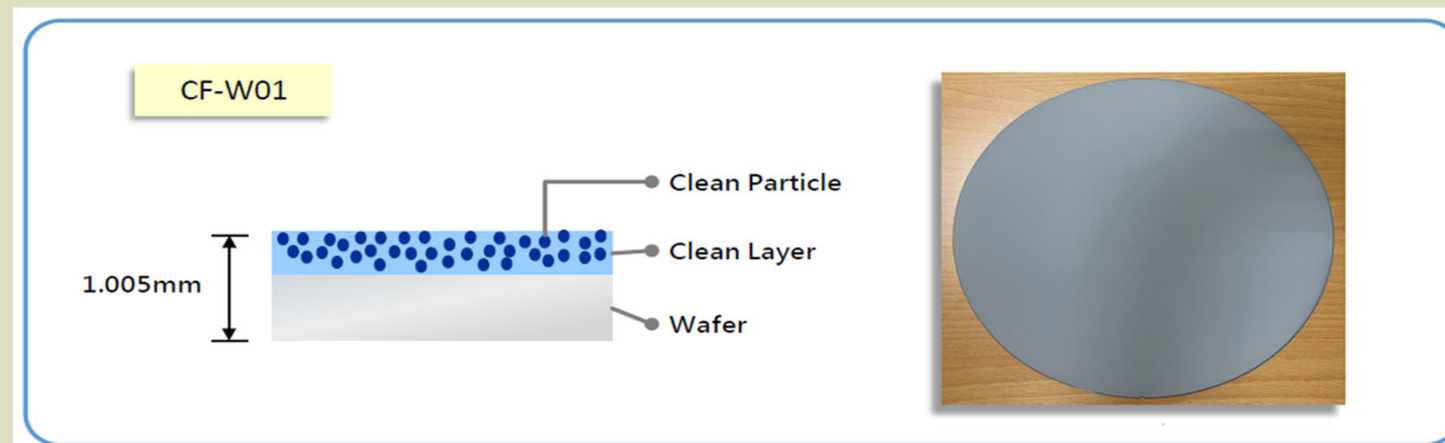 CF-W01
Clean Particle
Clean Layer
1.005mm
Wafer